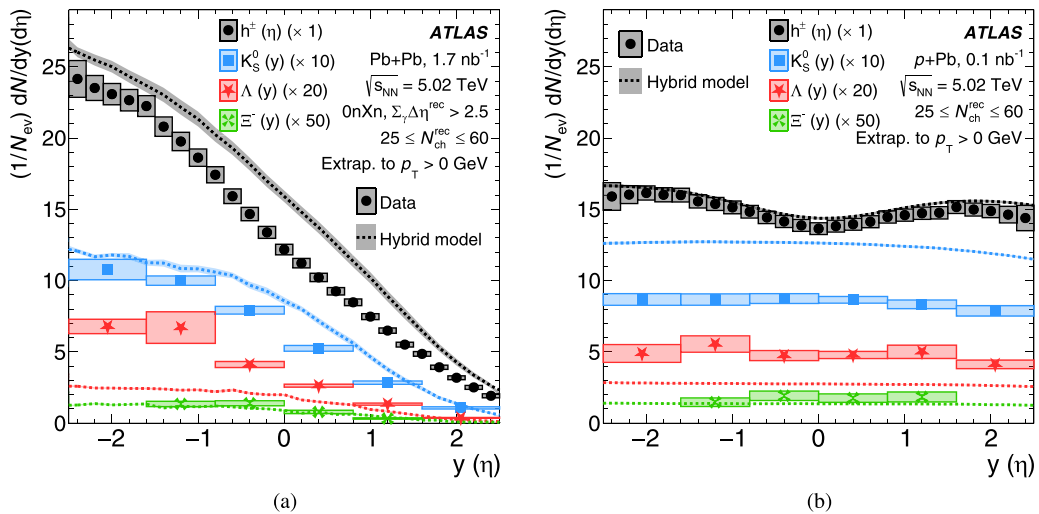 (1/N_ev) dN/dy(dη)
25
20
15
10
5
0
−2 −1 0 1 2
y (η)
h± (η) (× 1)
K⁰_S (y) (× 10)
Λ (y) (× 20)
Ξ⁻ (y) (× 50)
ATLAS
Pb+Pb, 1.7 nb⁻¹
√s_NN = 5.02 TeV
0nXn, Σ_γ Δη^rec > 2.5
25 ≤ N_ch^rec ≤ 60
Extrap. to p_T > 0 GeV
Data
Hybrid model
(a)
(1/N_ev) dN/dy(dη)
25
20
15
10
5
0
−2 −1 0 1 2
y (η)
Data
Hybrid model
h± (η) (× 1)
K⁰_S (y) (× 10)
Λ (y) (× 20)
Ξ⁻ (y) (× 50)
ATLAS
p+Pb, 0.1 nb⁻¹
√s_NN = 5.02 TeV
25 ≤ N_ch^rec ≤ 60
Extrap. to p_T > 0 GeV
(b)